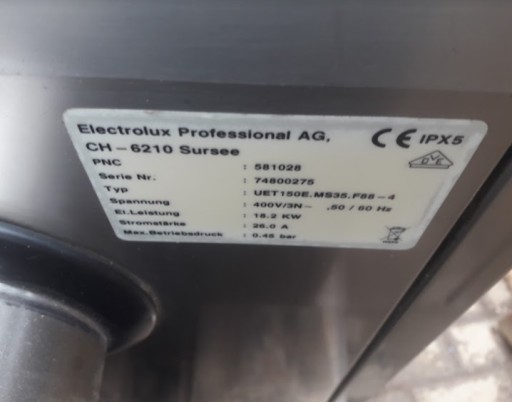 Electrolux Professional AG,
CH – 6210 Sursee
CE IPX5
DVE
PNC : 581028
Serie Nr. : 74800275
Typ : UET150E.MS35.F88 – 4
Spannung : 400V/3N~ ,50 / 60 Hz
El.Leistung : 18.2 KW
Stromstärke : 26.0 A
Max.Betriebsdruck : 0.45 bar